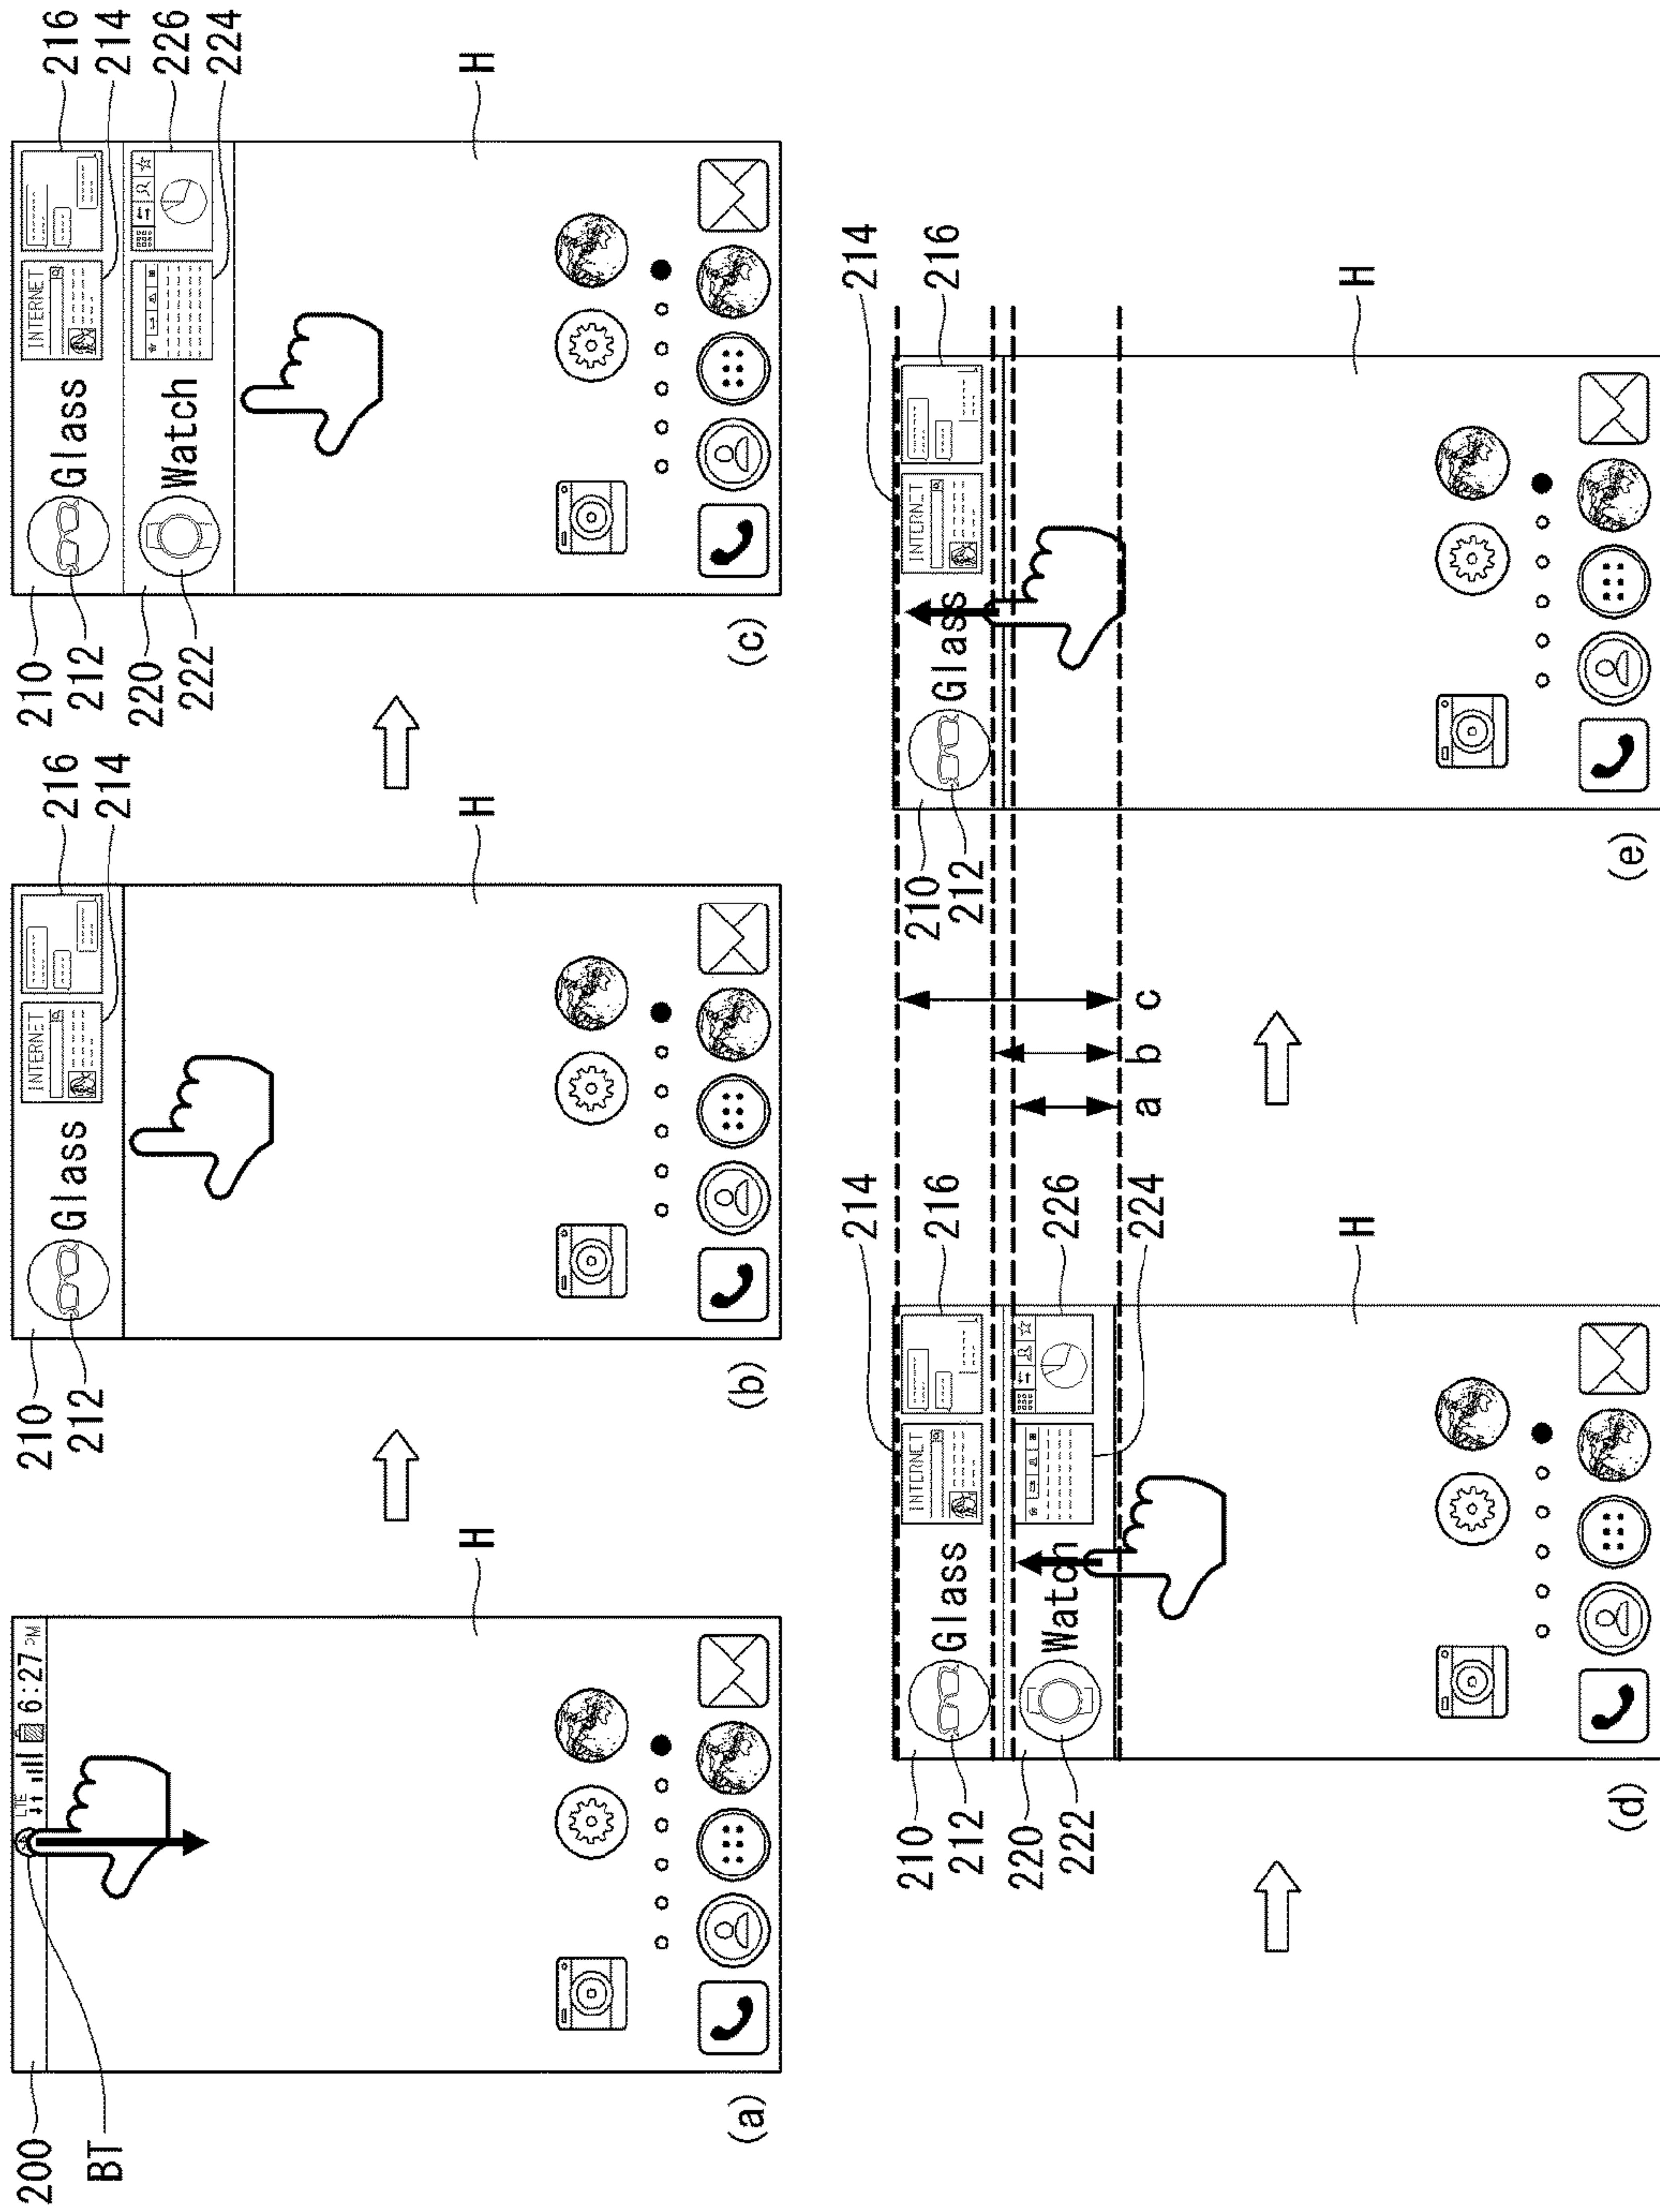 200
BT
LTE
6:27 PM
H
(a)
210
212
Glass
INTERNET
216
214
H
(b)
210
212
220
222
Glass
INTERNET
Watch
216
214
226
224
H
(c)
210
212
220
222
Glass
INTERNET
Watch
214
216
226
224
H
(d)
a
b
c
210
212
Glass
INTERNET
214
216
H
(e)